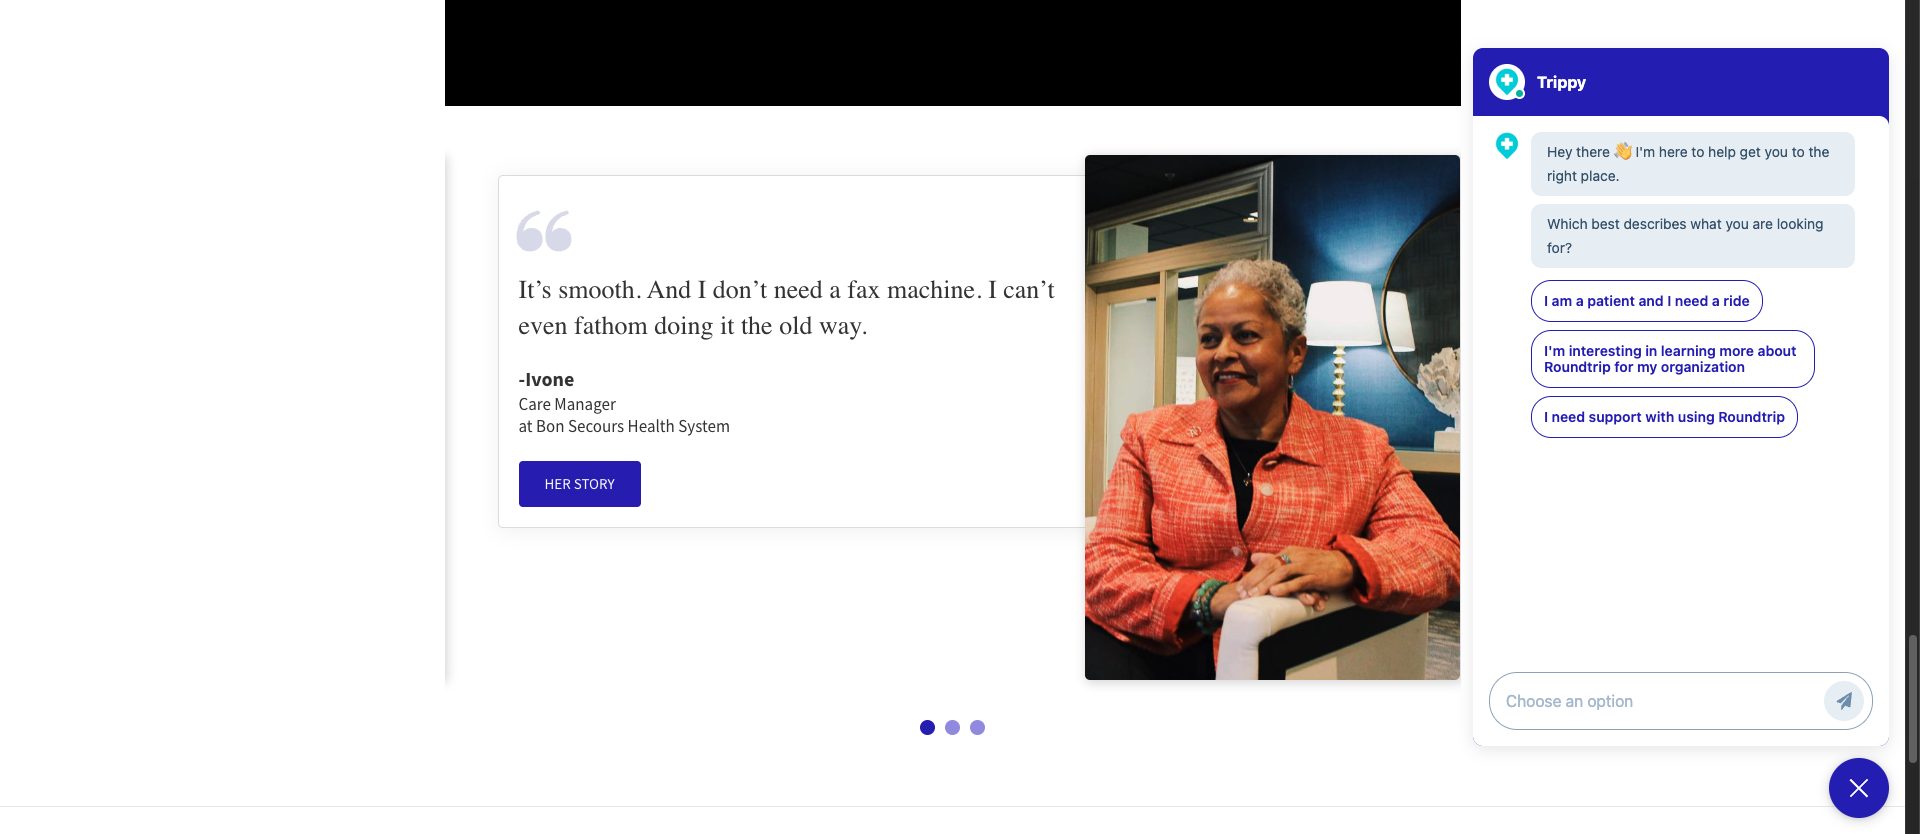 It’s smooth. And I don’t need a fax machine. I can’t
even fathom doing it the old way.
-Ivone
Care Manager
at Bon Secours Health System
HER STORY
Trippy
Hey there 👋 I'm here to help get you to the
right place.
Which best describes what you are looking
for?
I am a patient and I need a ride
I'm interesting in learning more about
Roundtrip for my organization
I need support with using Roundtrip
Choose an option